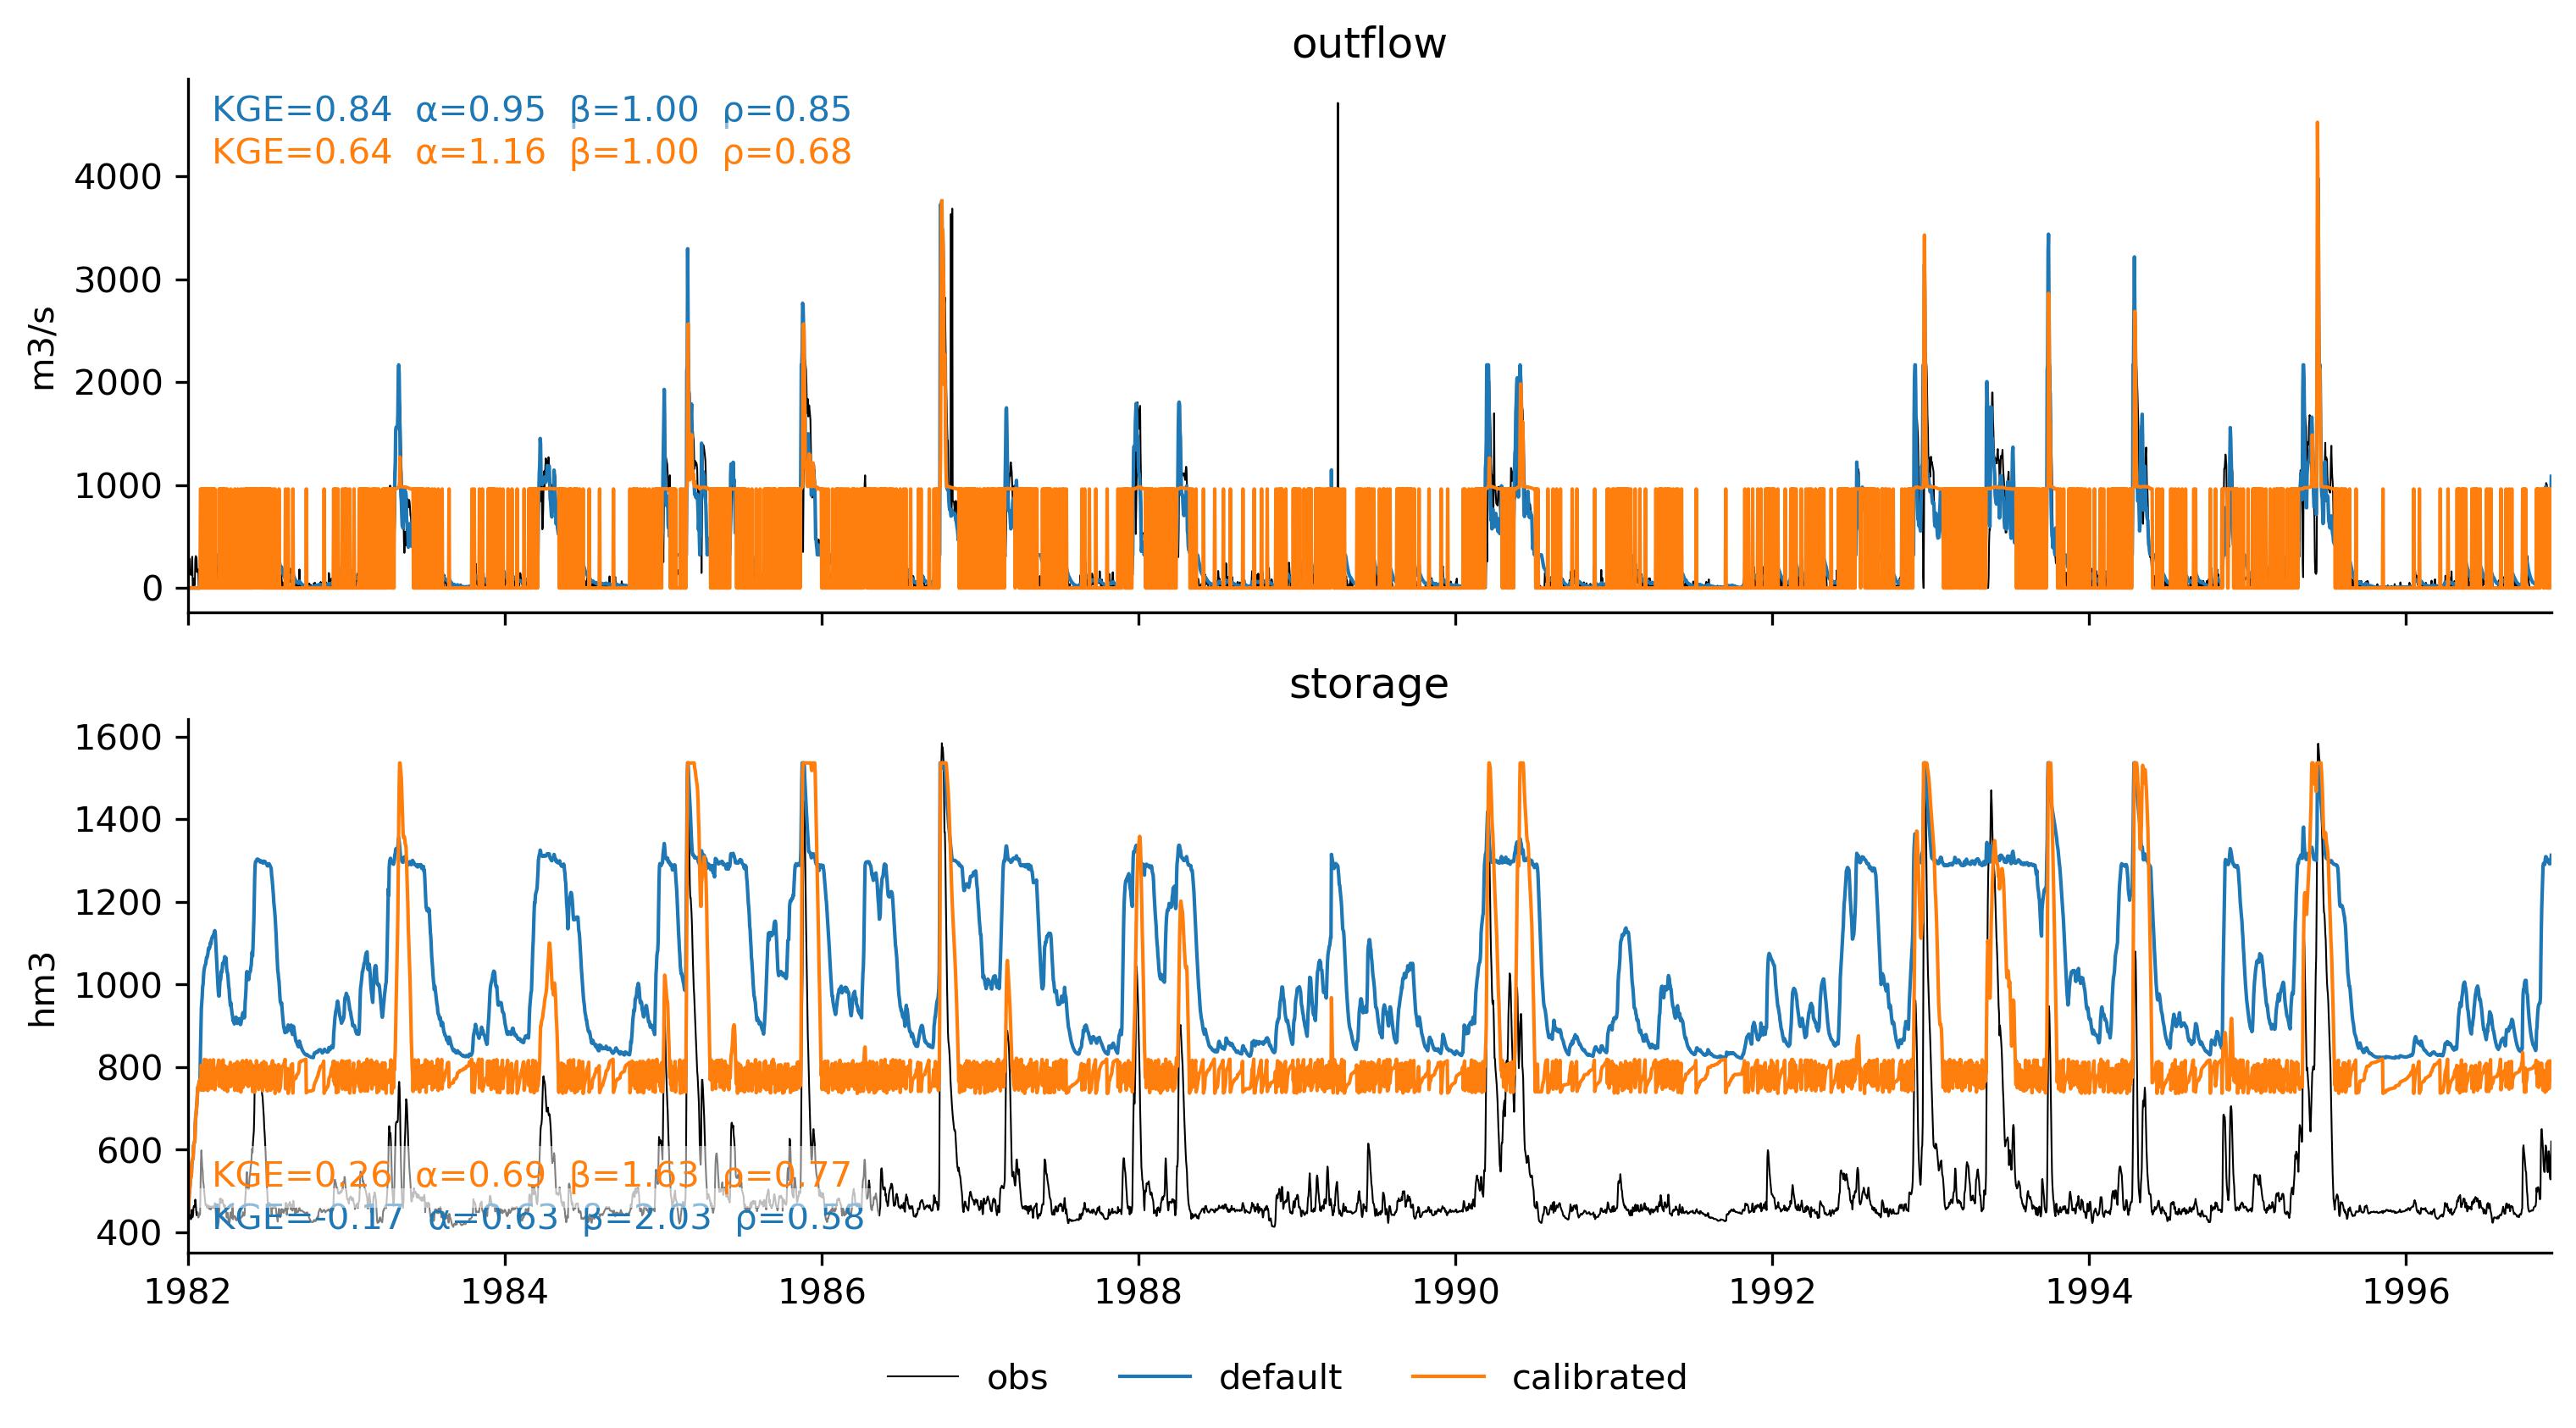 outflow
KGE=0.84 α=0.95 β=1.00 ρ=0.85
KGE=0.64 α=1.16 β=1.00 ρ=0.68
m3/s
4000
3000
2000
1000
0
storage
hm3
1600
1400
1200
1000
800
600
400
KGE=0.26 α=0.69 β=1.63 ρ=0.77
KGE=-0.17 α=0.63 β=2.03 ρ=0.58
1982 1984 1986 1988 1990 1992 1994 1996
obs default calibrated